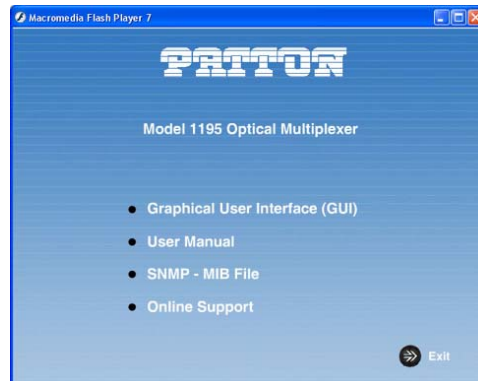 Macromedia Flash Player 7
PATTON
Model 1195 Optical Multiplexer
Graphical User Interface (GUI)
User Manual
SNMP - MIB File
Online Support
Exit